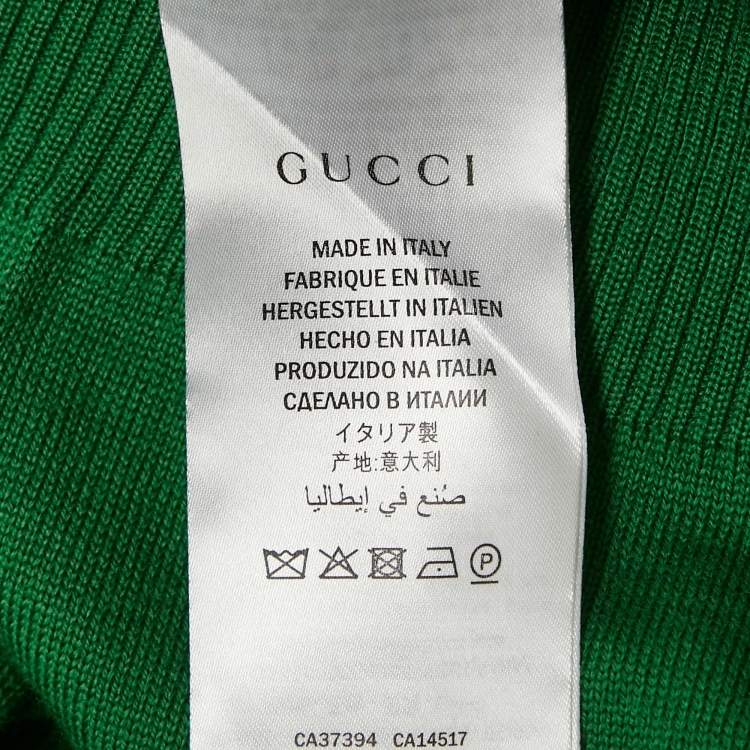 GUCCI
MADE IN ITALY
FABRIQUE EN ITALIE
HERGESTELLT IN ITALIEN
HECHO EN ITALIA
PRODUZIDO NA ITALIA
СДЕЛАНО В ИТАЛИИ
イタリア製
产地:意大利
صُنع في إيطاليا
P
CA37394 CA14517